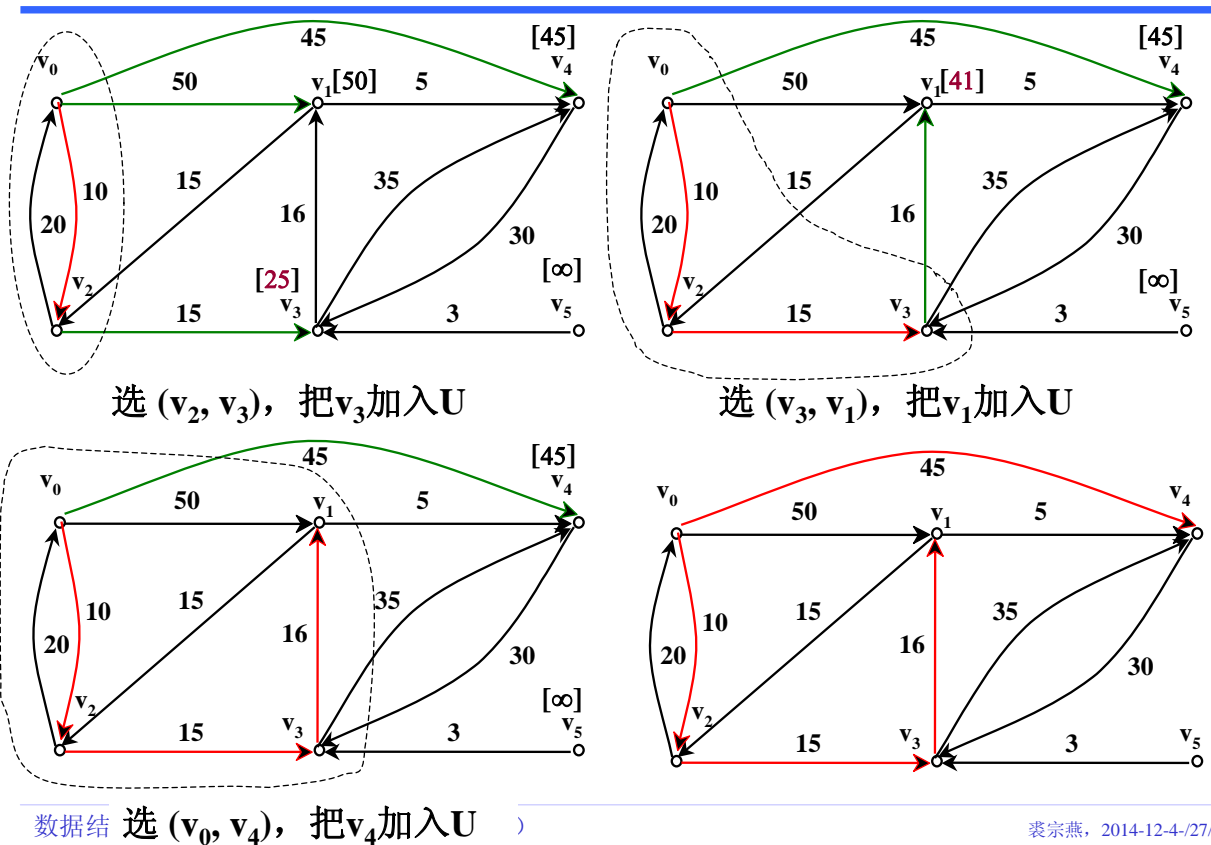 45 [45]
v₀ v₄
50 v₁[50] 5
10 15 35
20 16 30
v₂ [25] [∞]
v₃ v₅
15 3
选 (v₂, v₃)，把v₃加入U
45 [45]
v₀ v₄
50 v₁[41] 5
10 15 35
20 16 30
v₂ [∞]
v₃ v₅
15 3
选 (v₃, v₁)，把v₁加入U
45 [45]
v₀ v₄
50 v₁ 5
10 15 35
20 16 30
v₂ [∞]
v₃ v₅
15 3
选 (v₀, v₄)，把v₄加入U
45
v₀ v₄
50 v₁ 5
10 15 35
20 16 30
v₂
v₃ v₅
15 3
数据结 ）
裘宗燕，2014-12-4-/27/